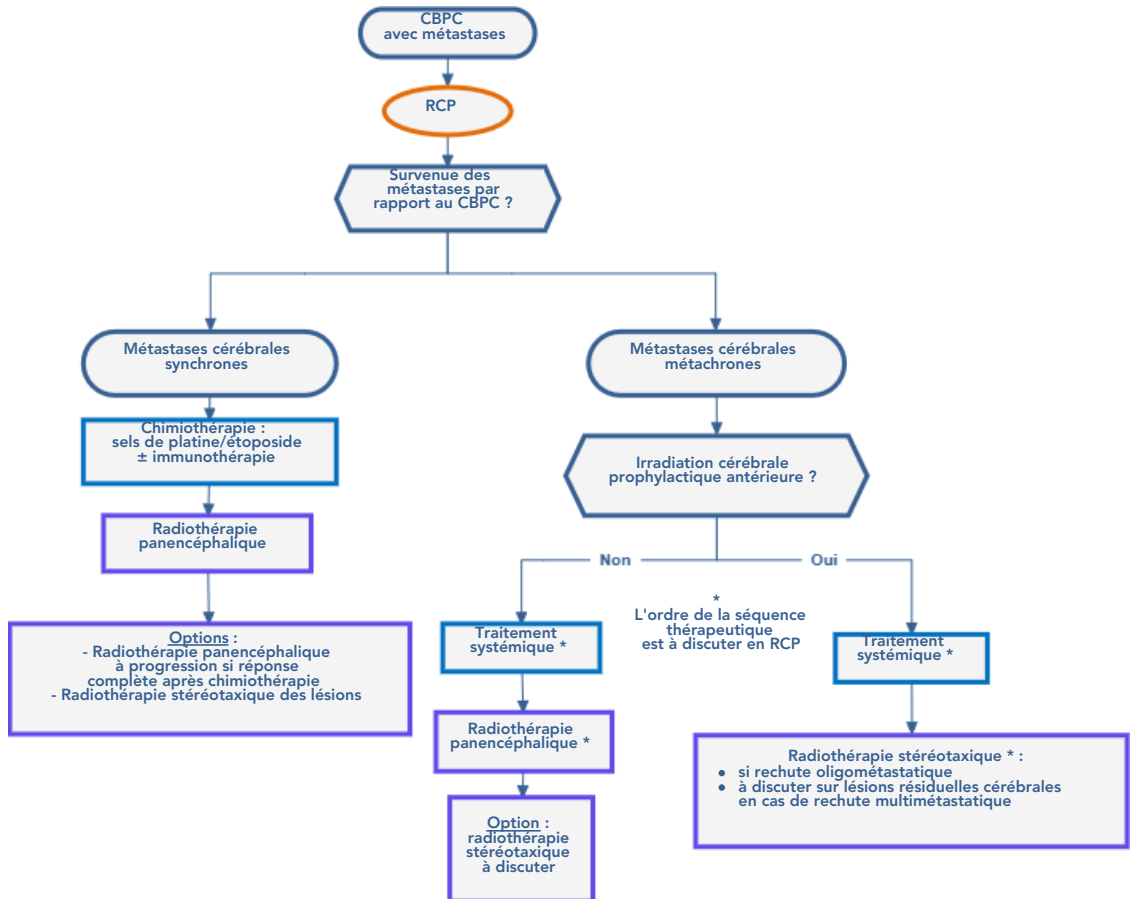 CBPC
avec métastases
RCP
Survenue des
métastases par
rapport au CBPC ?
Métastases cérébrales
synchrones
Chimiothérapie :
sels de platine/étoposide
± immunothérapie
Radiothérapie
panencéphalique
Options :
- Radiothérapie panencéphalique
à progression si réponse
complète après chimiothérapie
- Radiothérapie stéréotaxique des lésions
Métastases cérébrales
métachrones
Irradiation cérébrale
prophylactique antérieure ?
Non
Oui
*
L'ordre de la séquence
thérapeutique
est à discuter en RCP
Traitement
systémique *
Radiothérapie
panencéphalique *
Option :
radiothérapie
stéréotaxique
à discuter
Traitement
systémique *
Radiothérapie stéréotaxique * :
• si rechute oligométastatique
• à discuter sur lésions résiduelles cérébrales
en cas de rechute multimétastatique